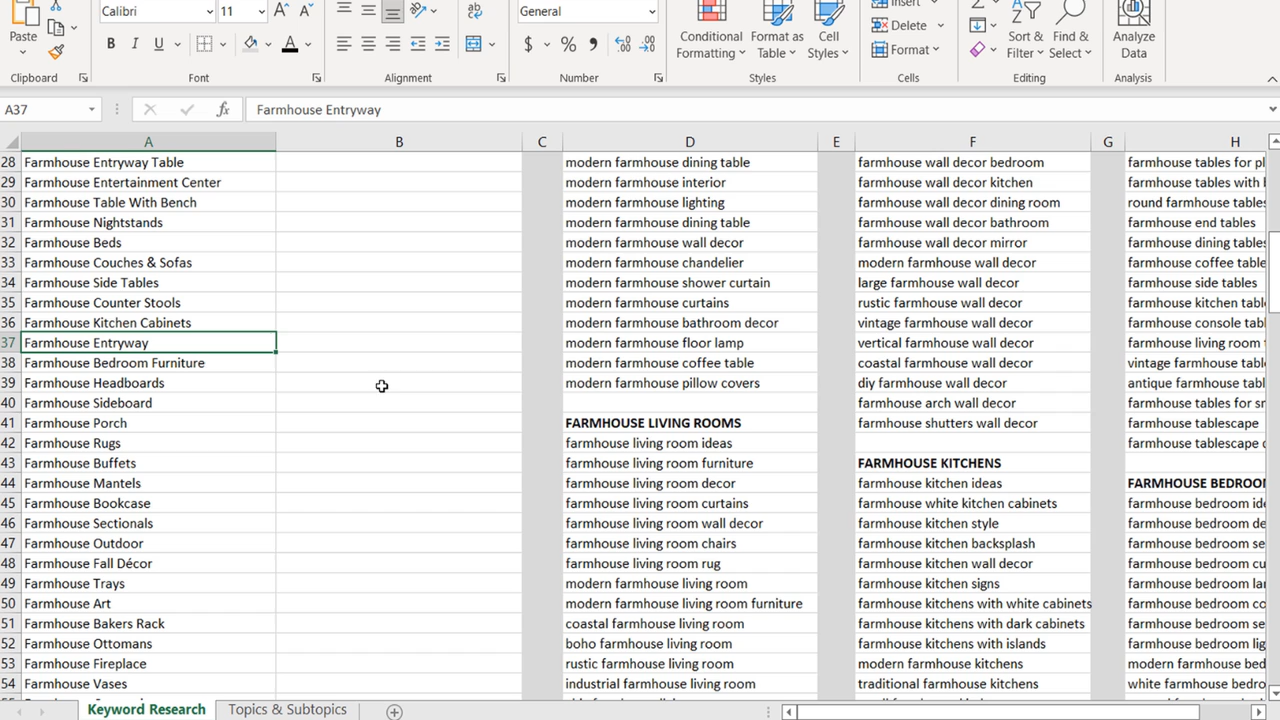 Calibri 11 General
Paste B I U A $ % 9 Conditional Formatting Format as Table Cell Styles Insert Delete Format Sort & Filter Find & Select Analyze Data
Clipboard Font Alignment Number Styles Cells Editing Analysis
A37 fx Farmhouse Entryway
A B C D E F G H
28 Farmhouse Entryway Table modern farmhouse dining table farmhouse wall decor bedroom farmhouse tables for
29 Farmhouse Entertainment Center modern farmhouse interior farmhouse wall decor kitchen farmhouse tables with
30 Farmhouse Table With Bench modern farmhouse lighting farmhouse wall decor dining room round farmhouse tables
31 Farmhouse Nightstands modern farmhouse dining table farmhouse wall decor bathroom farmhouse end tables
32 Farmhouse Beds modern farmhouse wall decor farmhouse wall decor mirror farmhouse dining tables
33 Farmhouse Couches & Sofas modern farmhouse chandelier modern farmhouse wall decor farmhouse coffee table
34 Farmhouse Side Tables modern farmhouse shower curtain large farmhouse wall decor farmhouse side tables
35 Farmhouse Counter Stools modern farmhouse curtains rustic farmhouse wall decor farmhouse kitchen table
36 Farmhouse Kitchen Cabinets modern farmhouse bathroom decor vintage farmhouse wall decor farmhouse console tabl
37 Farmhouse Entryway modern farmhouse floor lamp vertical farmhouse wall decor farmhouse living room
38 Farmhouse Bedroom Furniture modern farmhouse coffee table coastal farmhouse wall decor vintage farmhouse table
39 Farmhouse Headboards modern farmhouse pillow covers diy farmhouse wall decor antique farmhouse tabl
40 Farmhouse Sideboard farmhouse arch wall decor farmhouse tables for
41 Farmhouse Porch FARMHOUSE LIVING ROOMS farmhouse shutters wall decor farmhouse tablescape
42 Farmhouse Rugs farmhouse living room ideas farmhouse tablescape
43 Farmhouse Buffets farmhouse living room furniture FARMHOUSE KITCHENS
44 Farmhouse Mantels farmhouse living room decor farmhouse kitchen ideas FARMHOUSE BEDROOM
45 Farmhouse Bookcase farmhouse living room curtains farmhouse white kitchen cabinets farmhouse bedroom
46 Farmhouse Sectionals farmhouse living room wall decor farmhouse kitchen style farmhouse bedroom
47 Farmhouse Outdoor farmhouse living room chairs farmhouse kitchen backsplash farmhouse bedroom
48 Farmhouse Fall Décor farmhouse living room rug farmhouse kitchen wall decor farmhouse bedroom
49 Farmhouse Trays modern farmhouse living room farmhouse kitchen signs farmhouse bedroom
50 Farmhouse Art modern farmhouse living room furniture farmhouse kitchens with white cabinets farmhouse bedroom
51 Farmhouse Bakers Rack coastal farmhouse living room farmhouse kitchens with dark cabinets farmhouse bedroom
52 Farmhouse Ottomans boho farmhouse living room farmhouse kitchens with islands farmhouse bedroom
53 Farmhouse Fireplace rustic farmhouse living room modern farmhouse kitchens modern farmhouse
54 Farmhouse Vases industrial farmhouse living room traditional farmhouse kitchens white farmhouse
Keyword Research Topics & Subtopics